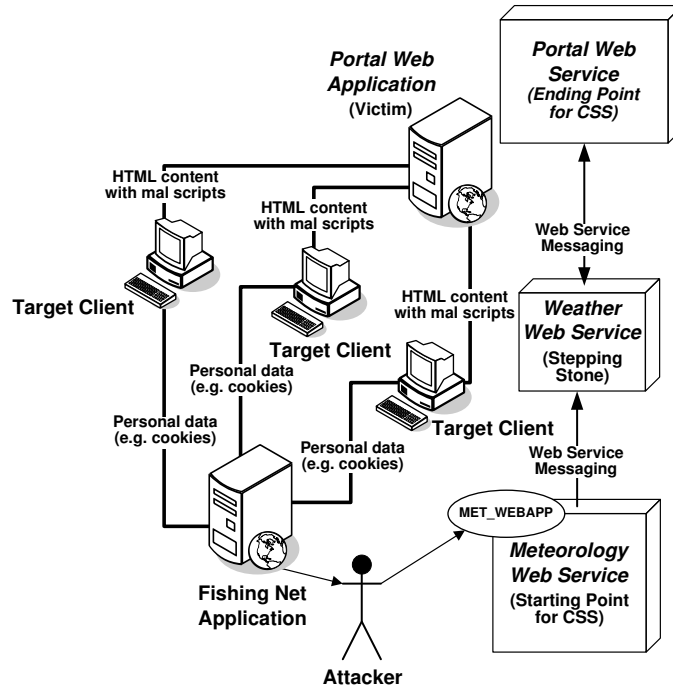 Portal Web
Application
(Victim)
Portal Web
Service
(Ending Point
for CSS)
HTML content
with mal scripts
HTML content
with mal scripts
Web Service
Messaging
Target Client
HTML content
with mal scripts
Target Client
Weather
Web Service
(Stepping
Stone)
Personal data
(e.g. cookies)
Personal data
(e.g. cookies)
Target Client
Personal data
(e.g. cookies)
Web Service
Messaging
MET_WEBAPP
Meteorology
Web Service
(Starting Point
for CSS)
Fishing Net
Application
Attacker